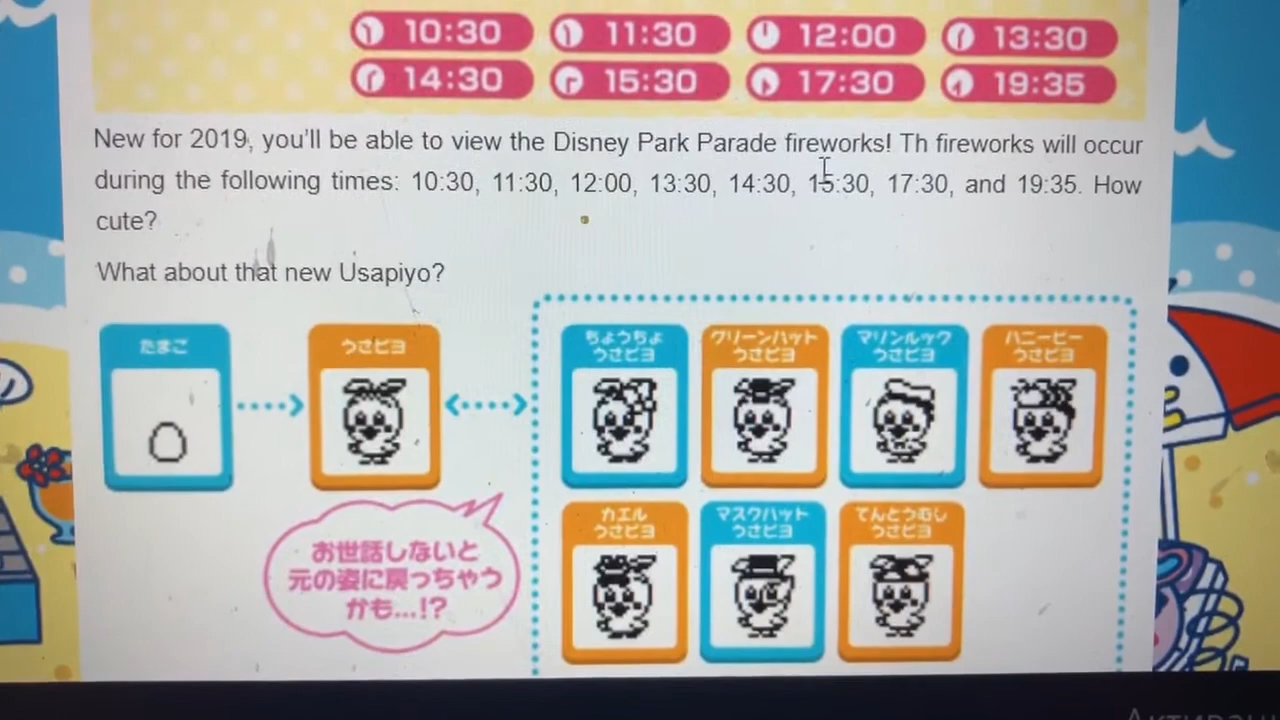 10:30 11:30 12:00 13:30
14:30 15:30 17:30 19:35
New for 2019, you'll be able to view the Disney Park Parade fireworks! Th fireworks will occur
during the following times: 10:30, 11:30, 12:00, 13:30, 14:30, 15:30, 17:30, and 19:35. How
cute?
What about that new Usapiyo?
たまご
うさピヨ
ちょうちょ
うさピヨ
グリーンハット
うさピヨ
マリンルック
うさピヨ
ハニービー
うさピヨ
カエル
うさピヨ
マスクハット
うさピヨ
てんとうむし
うさピヨ
お世話しないと
元の姿に戻っちゃう
かも...!?